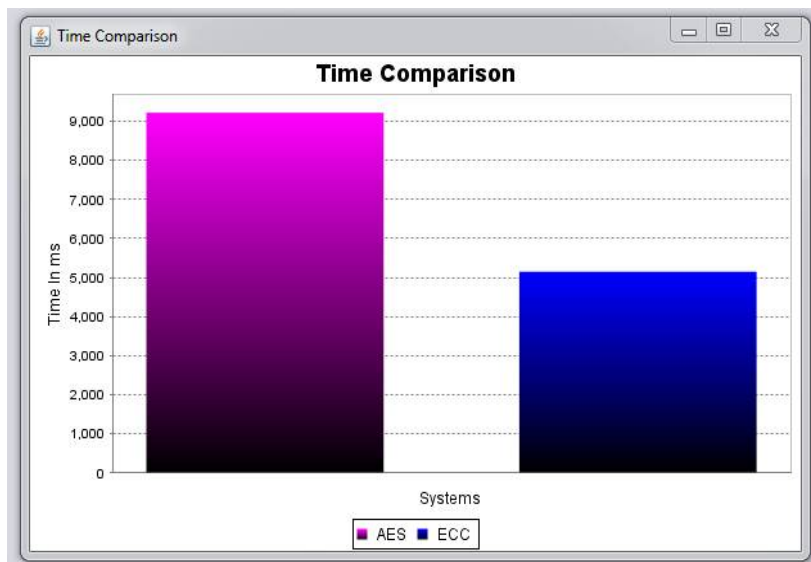 Time Comparison
Time Comparison
9,000
8,000
7,000
6,000
5,000
4,000
3,000
2,000
1,000
0
Time In ms
Systems
AES ECC